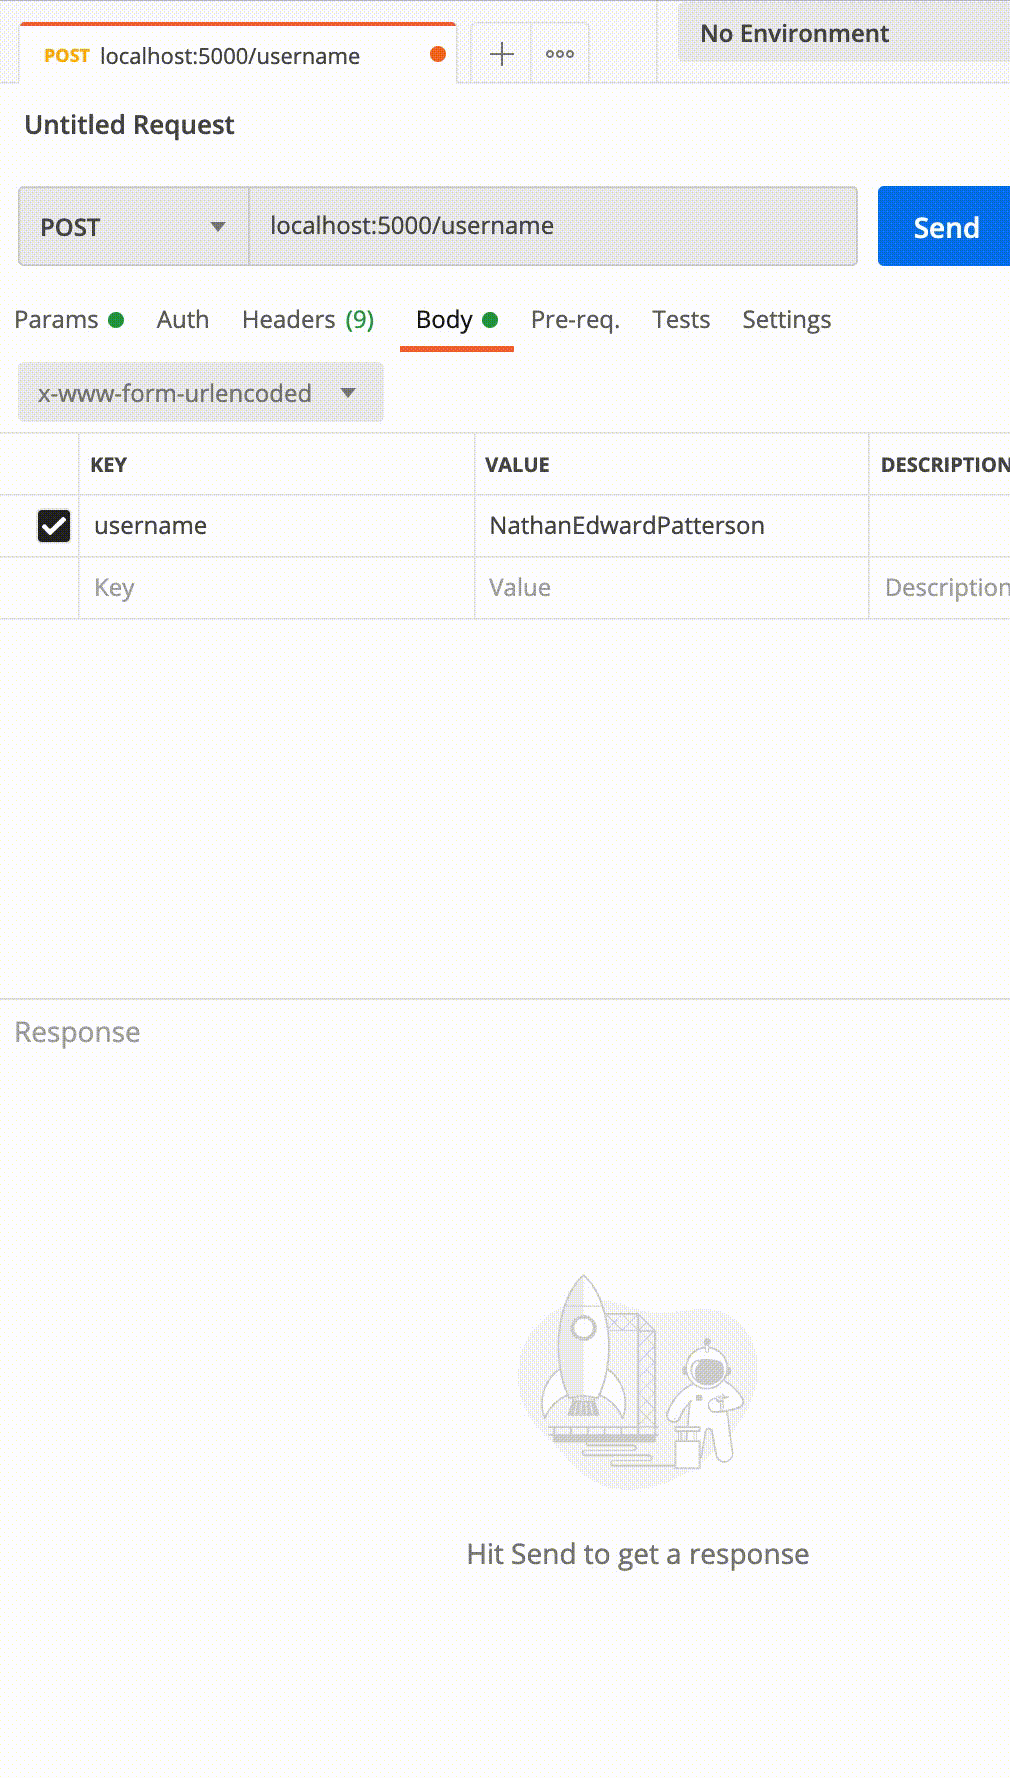 POST localhost:5000/username
No Environment
Untitled Request
POST localhost:5000/username Send
Params Auth Headers (9) Body Pre-req. Tests Settings
x-www-form-urlencoded
KEY VALUE DESCRIPTION
username NathanEdwardPatterson
Key Value Description
Response
Hit Send to get a response